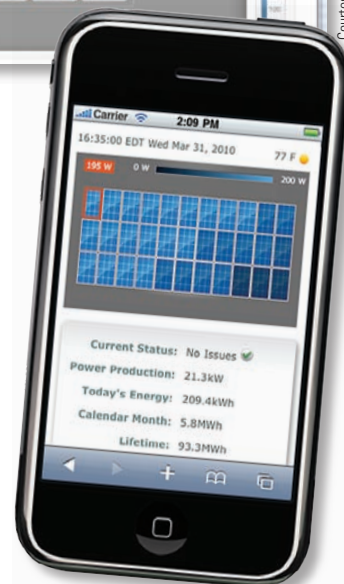 Courtes
Carrier 2:09 PM
16:35:00 EDT Wed Mar 31, 2010 77 F
195 W 0 W 200 W
Current Status: No Issues
Power Production: 21.3kW
Today's Energy: 209.4kWh
Calendar Month: 5.8MWh
Lifetime: 93.3MWh